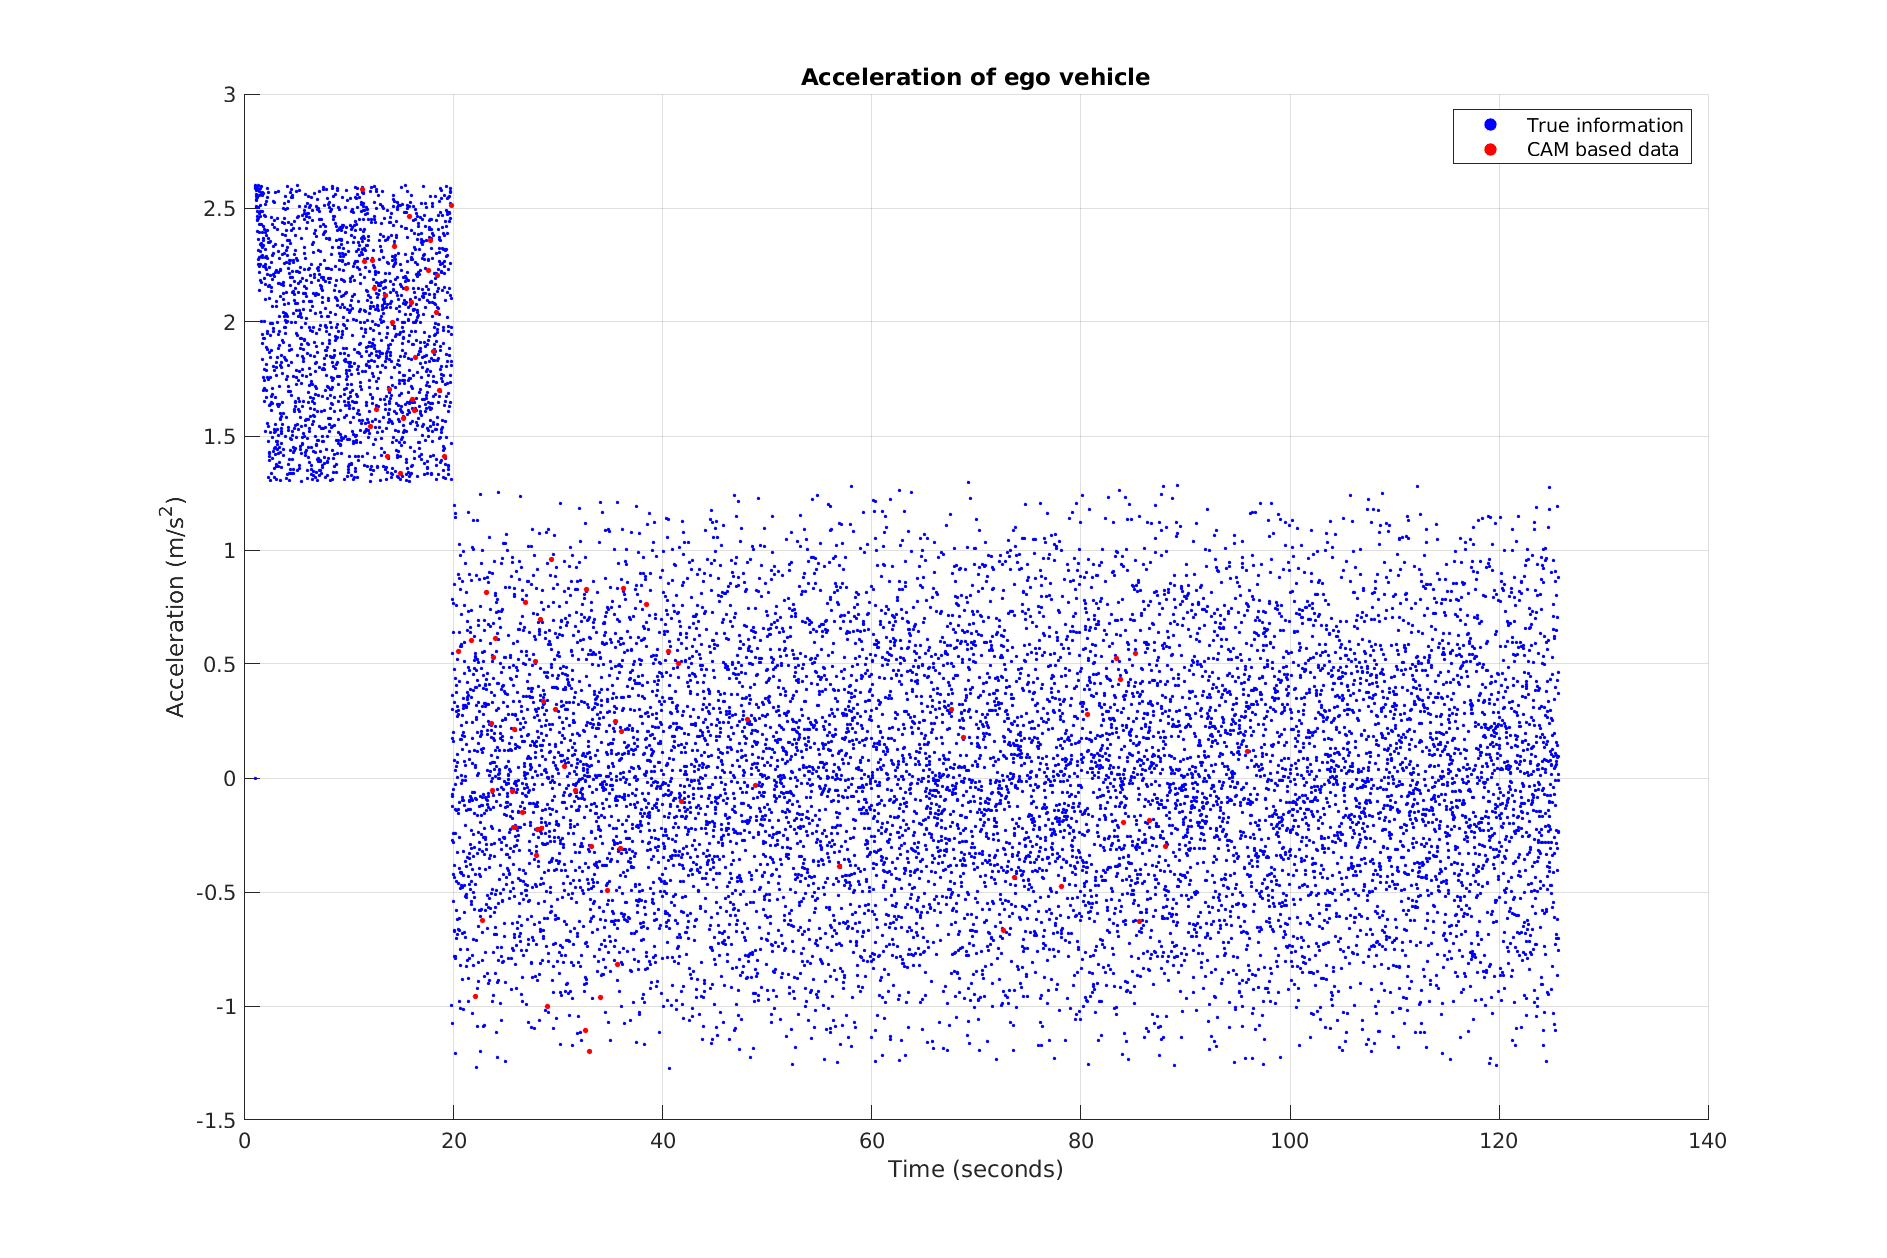 Acceleration of ego vehicle
True information
CAM based data
3
2.5
2
1.5
1
0.5
0
-0.5
-1
-1.5
Acceleration (m/s²)
0 20 40 60 80 100 120 140
Time (seconds)